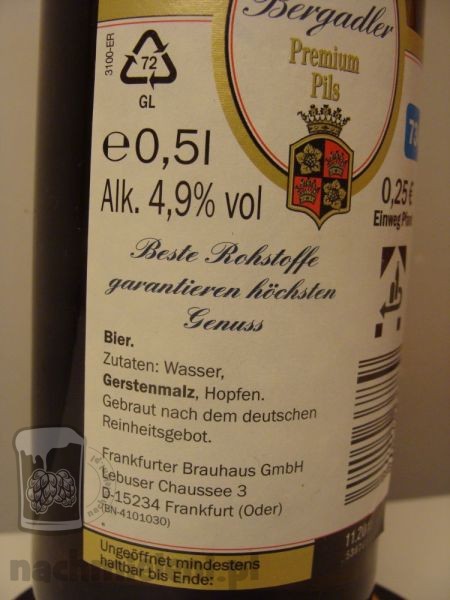 Bergadler
Premium
Pils
3100-ER
72
GL
e 0,5l
Alk. 4,9% vol
0,25 €
Einweg
Beste Rohstoffe
garantieren höchsten
Genuss
Bier.
Zutaten: Wasser,
Gerstenmalz, Hopfen.
Gebraut nach dem deutschen
Reinheitsgebot.
Frankfurter Brauhaus GmbH
Lebuser Chaussee 3
D-15234 Frankfurt (Oder)
(BN-4101030)
Ungeöffnet mindestens
haltbar bis Ende: